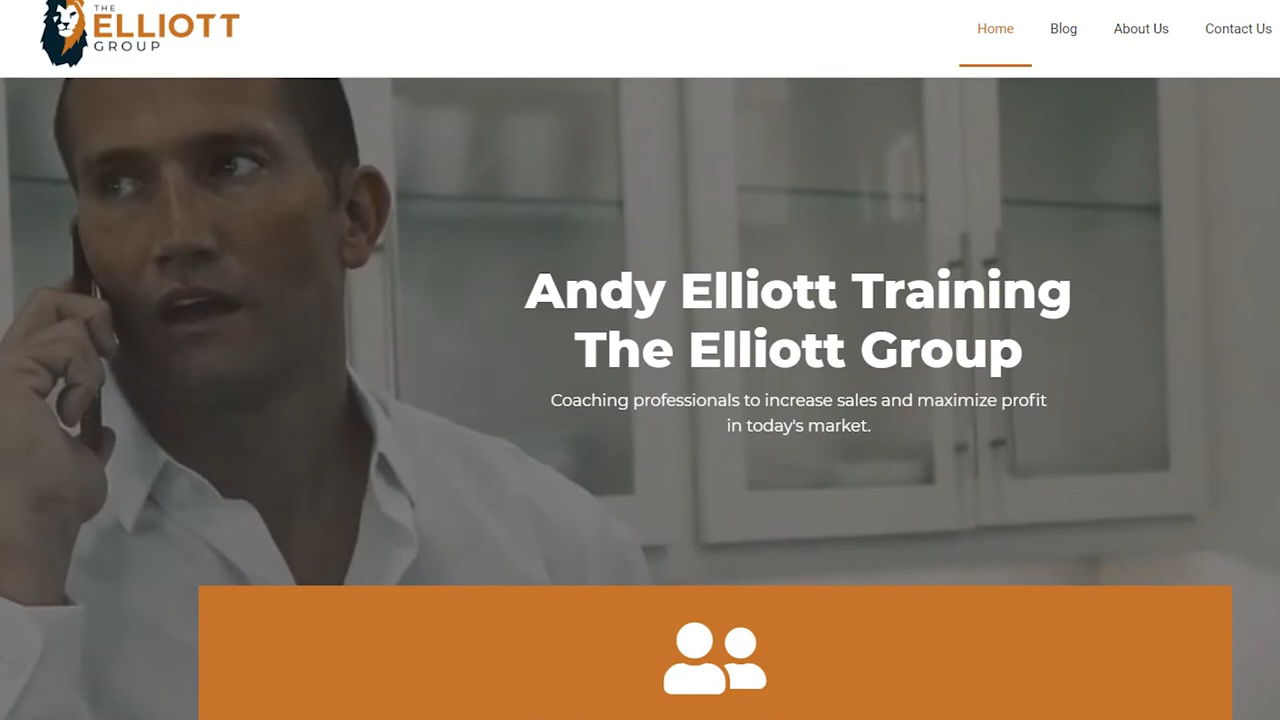 THE
ELLIOTT
GROUP
Home Blog About Us Contact Us
Andy Elliott Training
The Elliott Group
Coaching professionals to increase sales and maximize profit
in today's market.